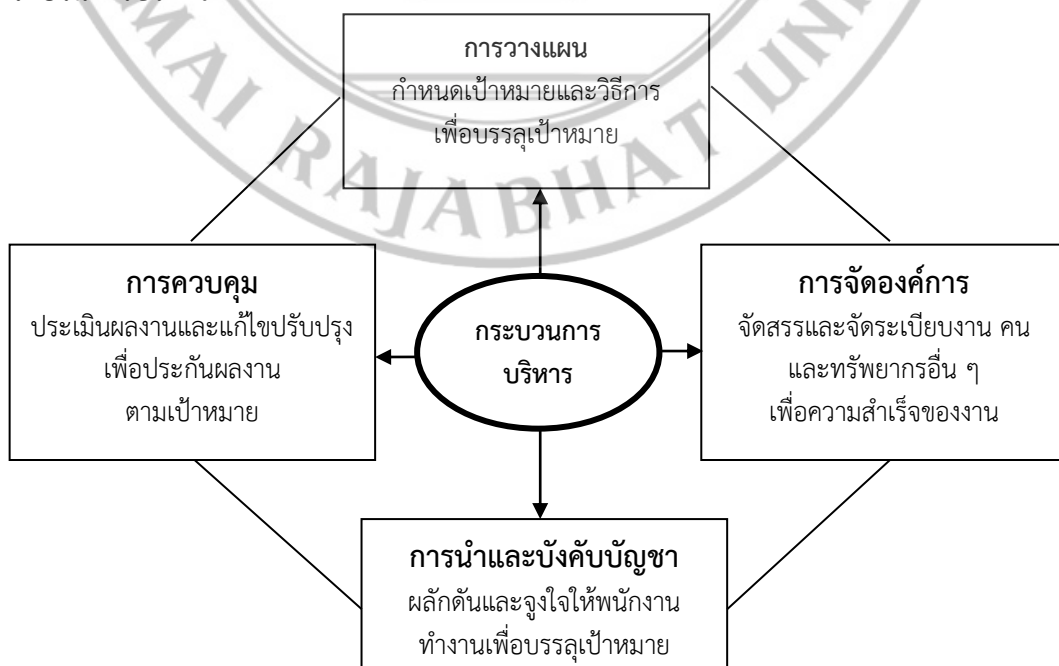 การวางแผน
กำหนดเป้าหมายและวิธีการ
เพื่อบรรลุเป้าหมาย
การควบคุม
ประเมินผลงานและแก้ไขปรับปรุง
เพื่อประกันผลงาน
ตามเป้าหมาย
กระบวนการ
บริหาร
การจัดองค์การ
จัดสรรและจัดระเบียบงาน คน
และทรัพยากรอื่น ๆ
เพื่อความสำเร็จของงาน
การนำและบังคับบัญชา
ผลักดันและจูงใจให้พนักงาน
ทำงานเพื่อบรรลุเป้าหมาย
MAI RAJABHAT UNI